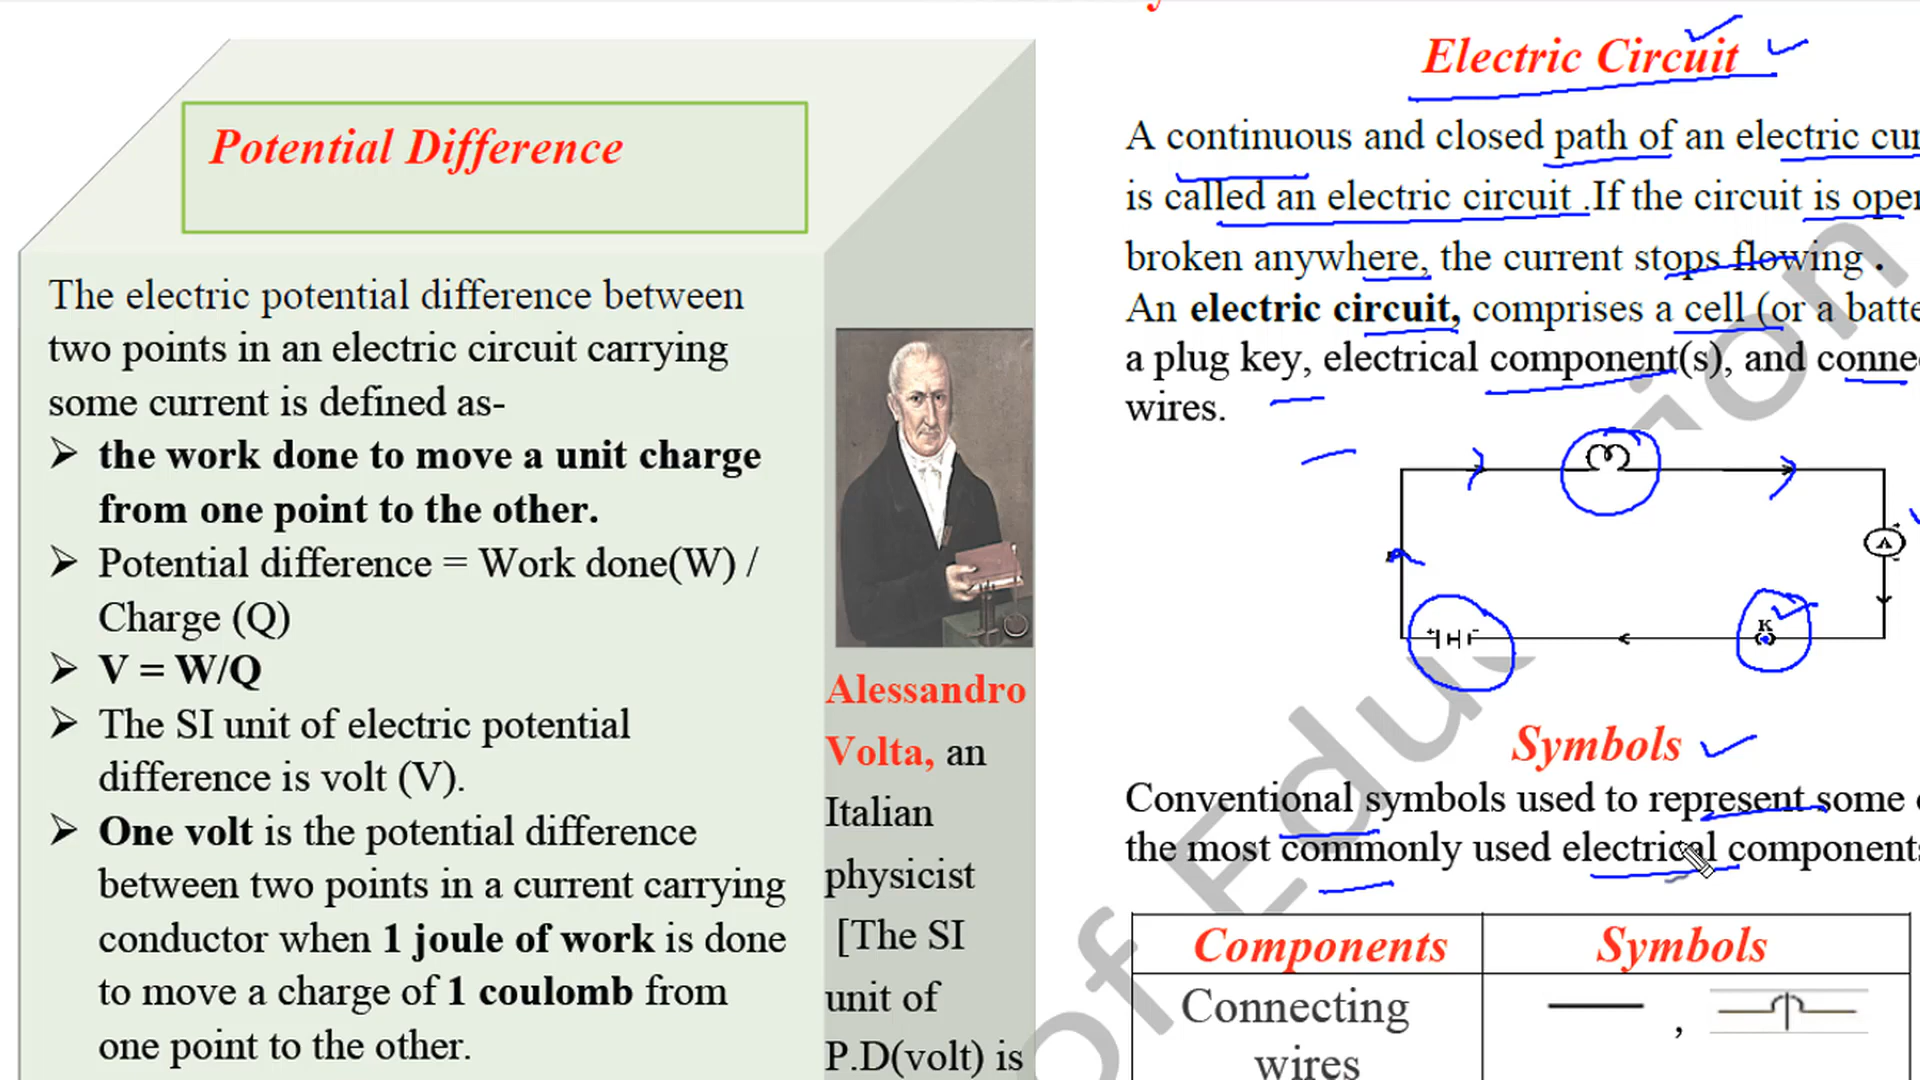 Potential Difference
The electric potential difference between
two points in an electric circuit carrying
some current is defined as-
the work done to move a unit charge
from one point to the other.
Potential difference = Work done(W) /
Charge (Q)
V = W/Q
The SI unit of electric potential
difference is volt (V).
One volt is the potential difference
between two points in a current carrying
conductor when 1 joule of work is done
to move a charge of 1 coulomb from
one point to the other.
Alessandro
Volta, an
Italian
physicist
[The SI
unit of
P.D(volt) is
Electric Circuit
A continuous and closed path of an electric
is called an electric circuit .If the circuit is
broken anywhere, the current stops flowing .
An electric circuit, comprises a cell (or a
a plug key, electrical component(s), and
wires.
A
K
Symbols
Conventional symbols used to represent some
the most commonly used electrical components
Components
Symbols
Connecting
wires
,
of Edu
ion